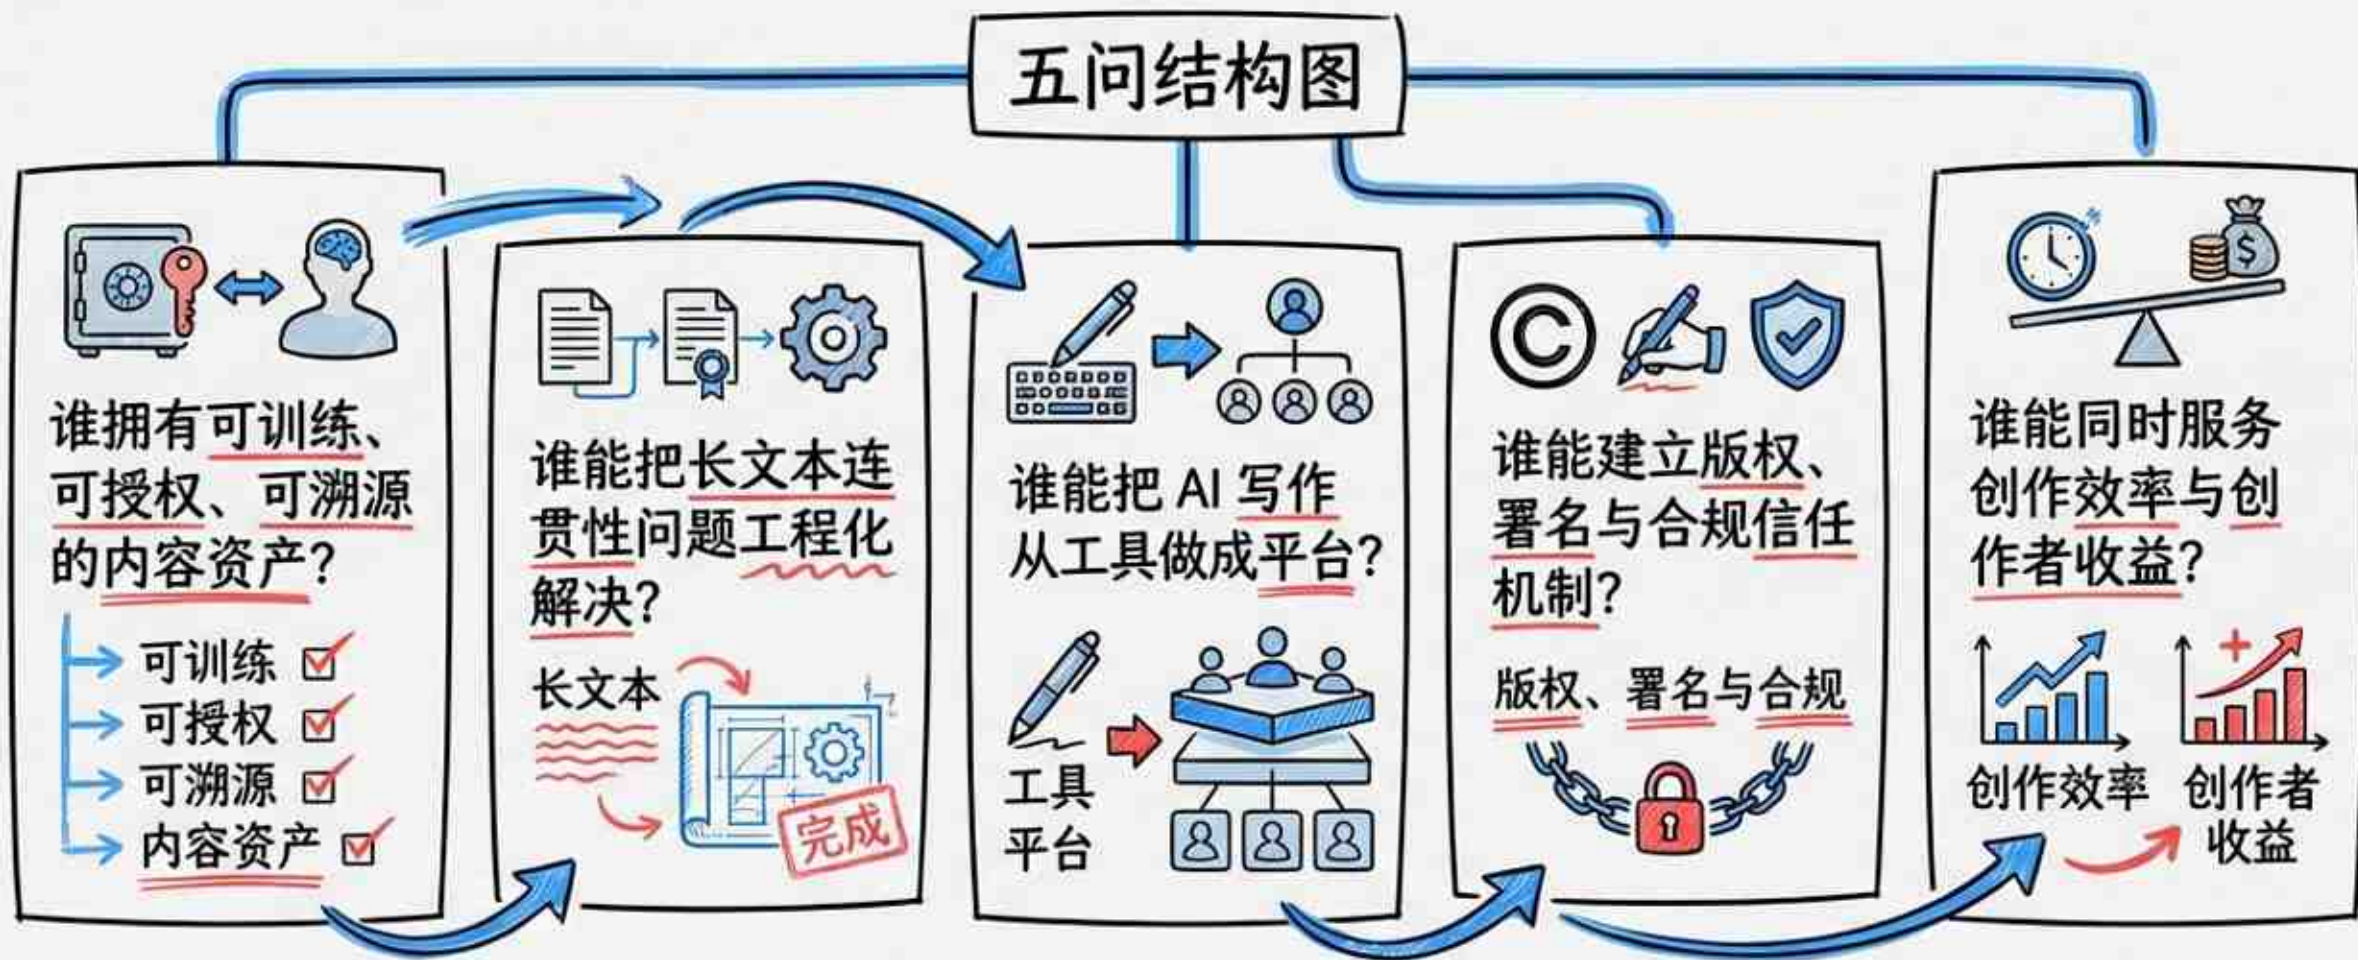 五问结构图
谁拥有可训练、
可授权、可溯源
的内容资产?
可训练
可授权
可溯源
内容资产
谁能把长文本连
贯性问题工程化
解决?
长文本
完成
谁能把 AI 写作
从工具做成平台?
工具
平台
谁能建立版权、
署名与合规信任
机制?
版权、署名与合规
谁能同时服务
创作效率与创
作者收益?
创作效率
创作者
收益